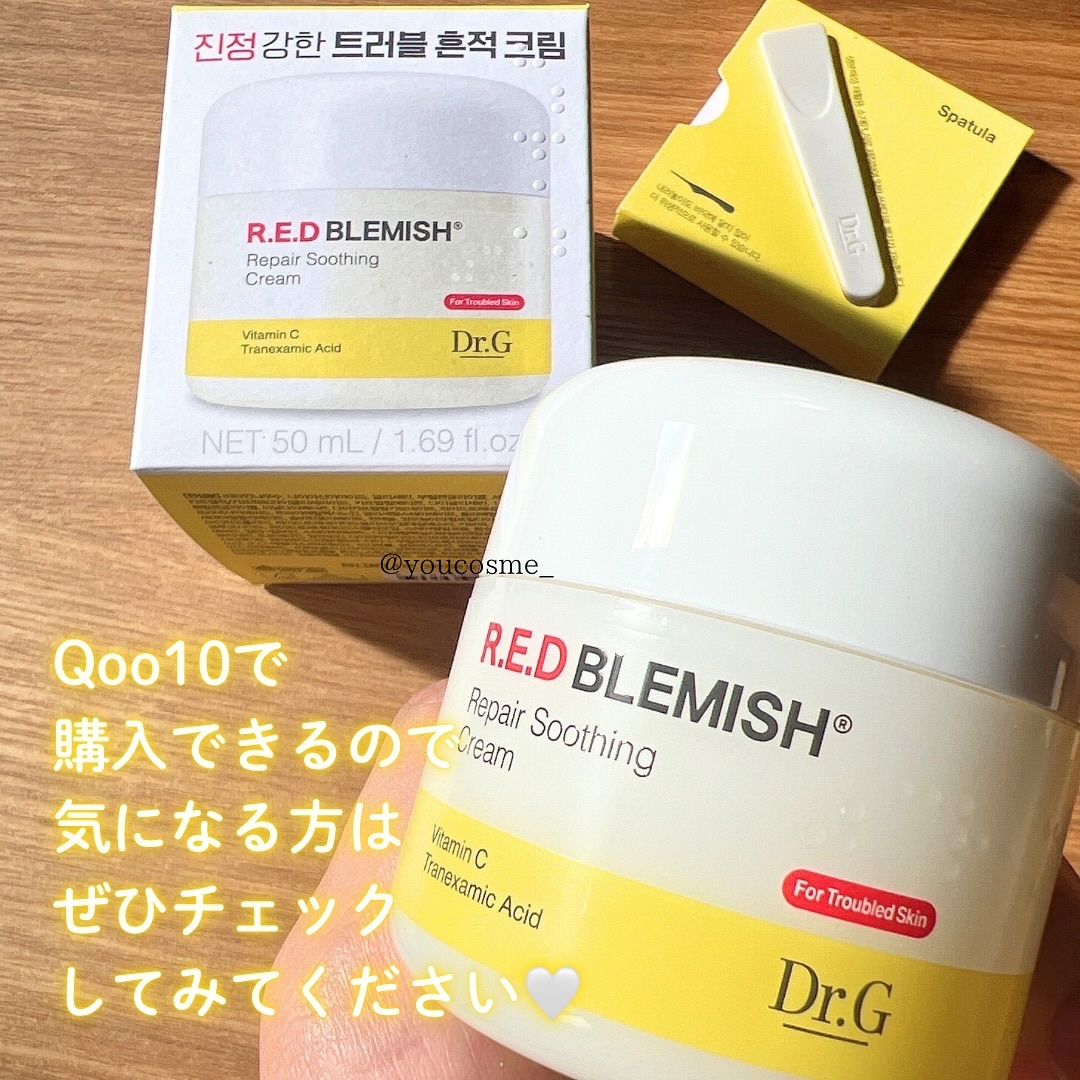 진정 강한 트러블 흔적 크림
R.E.D BLEMISH®
Repair Soothing
Cream
For Troubled Skin
Vitamin C
Tranexamic Acid
Dr.G
NET 50 mL / 1.69 fl.oz
Spatula
Dr.G
@youcosme_
R.E.D BLEMISH®
Repair Soothing
Cream
Vitamin C
Tranexamic Acid
For Troubled Skin
Dr.G
Qoo10で
購入できるので
気になる方は
ぜひチェック
してみてください🤍